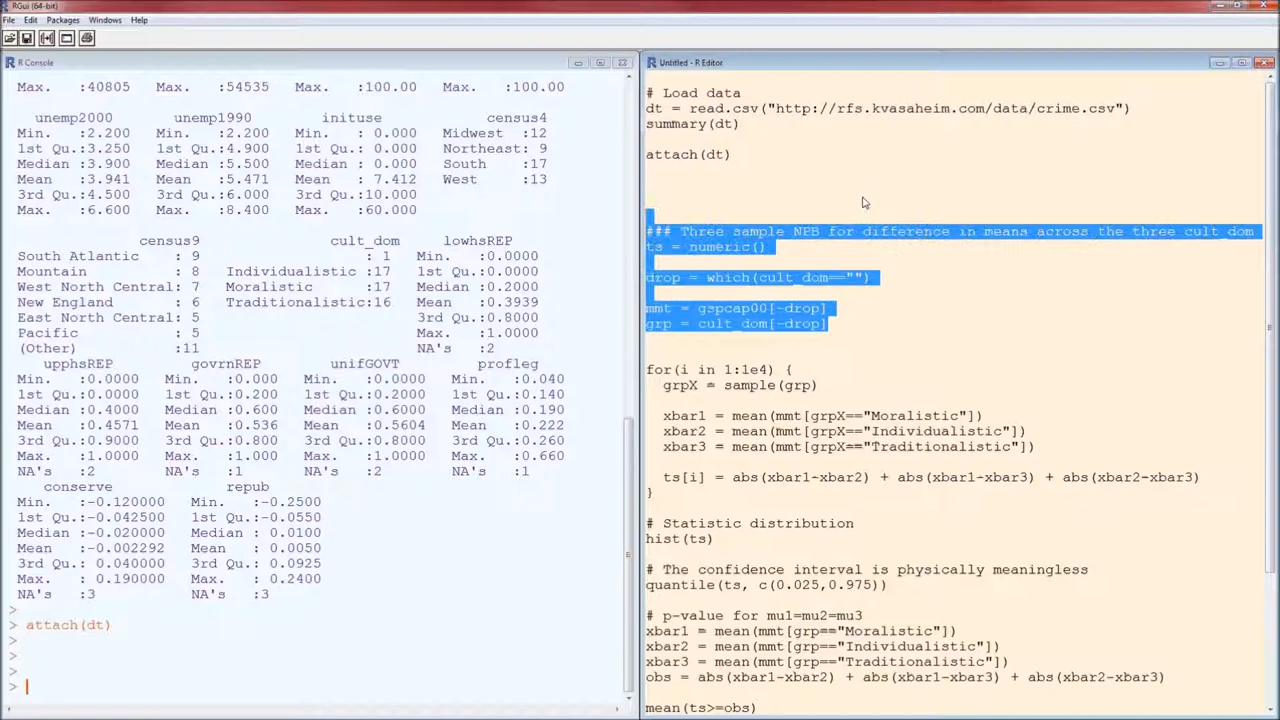 RGui (64-bit)
File Edit Packages Windows Help
R Console
Max. :40805 Max. :54535 Max. :100.00 Max. :100.00
unemp2000 unemp1990 inituse census4
Min. :2.200 Min. :2.200 Min. : 0.000 Midwest :12
1st Qu.:3.250 1st Qu.:4.900 1st Qu.: 0.000 Northeast: 9
Median :3.900 Median :5.500 Median : 0.000 South :17
Mean :3.941 Mean :5.471 Mean : 7.412 West :13
3rd Qu.:4.500 3rd Qu.:6.000 3rd Qu.:10.000
Max. :6.600 Max. :8.400 Max. :60.000
census9 cult_dom lowhsREP
South Atlantic : 9 : 1 Min. :0.0000
Mountain : 8 Individualistic :17 1st Qu.:0.0000
West North Central: 7 Moralistic :17 Median :0.2000
New England : 6 Traditionalistic:16 Mean :0.3939
East North Central: 5 3rd Qu.:0.8000
Pacific : 5 Max. :1.0000
(Other) :11 NA's :2
upphsREP govrnREP unifGOVT profleg
Min. :0.0000 Min. :0.000 Min. :0.0000 Min. :0.040
1st Qu.:0.0000 1st Qu.:0.200 1st Qu.:0.2000 1st Qu.:0.140
Median :0.4000 Median :0.600 Median :0.6000 Median :0.190
Mean :0.4571 Mean :0.536 Mean :0.5604 Mean :0.222
3rd Qu.:0.9000 3rd Qu.:0.800 3rd Qu.:0.8000 3rd Qu.:0.260
Max. :1.0000 Max. :1.000 Max. :1.0000 Max. :0.660
NA's :2 NA's :1 NA's :2 NA's :1
conserve repub
Min. :-0.120000 Min. :-0.2500
1st Qu.:-0.042500 1st Qu.:-0.0550
Median :-0.020000 Median : 0.0100
Mean :-0.002292 Mean : 0.0050
3rd Qu.: 0.040000 3rd Qu.: 0.0925
Max. : 0.190000 Max. : 0.2400
NA's :3 NA's :3
>
> attach(dt)
>
>
>
>
Untitled - R Editor
# Load data
dt = read.csv("http://rfs.kvasaheim.com/data/crime.csv")
summary(dt)
attach(dt)
### Three sample NPB for difference in means across the three cult_dom
ts = numeric()
drop = which(cult_dom=="")
mmt = gspcap00[-drop]
grp = cult_dom[-drop]
for(i in 1:1e4) {
grpX = sample(grp)
xbar1 = mean(mmt[grpX=="Moralistic"])
xbar2 = mean(mmt[grpX=="Individualistic"])
xbar3 = mean(mmt[grpX=="Traditionalistic"])
ts[i] = abs(xbar1-xbar2) + abs(xbar1-xbar3) + abs(xbar2-xbar3)
}
# Statistic distribution
hist(ts)
# The confidence interval is physically meaningless
quantile(ts, c(0.025,0.975))
# p-value for mu1=mu2=mu3
xbar1 = mean(mmt[grp=="Moralistic"])
xbar2 = mean(mmt[grp=="Individualistic"])
xbar3 = mean(mmt[grp=="Traditionalistic"])
obs = abs(xbar1-xbar2) + abs(xbar1-xbar3) + abs(xbar2-xbar3)
mean(ts>=obs)